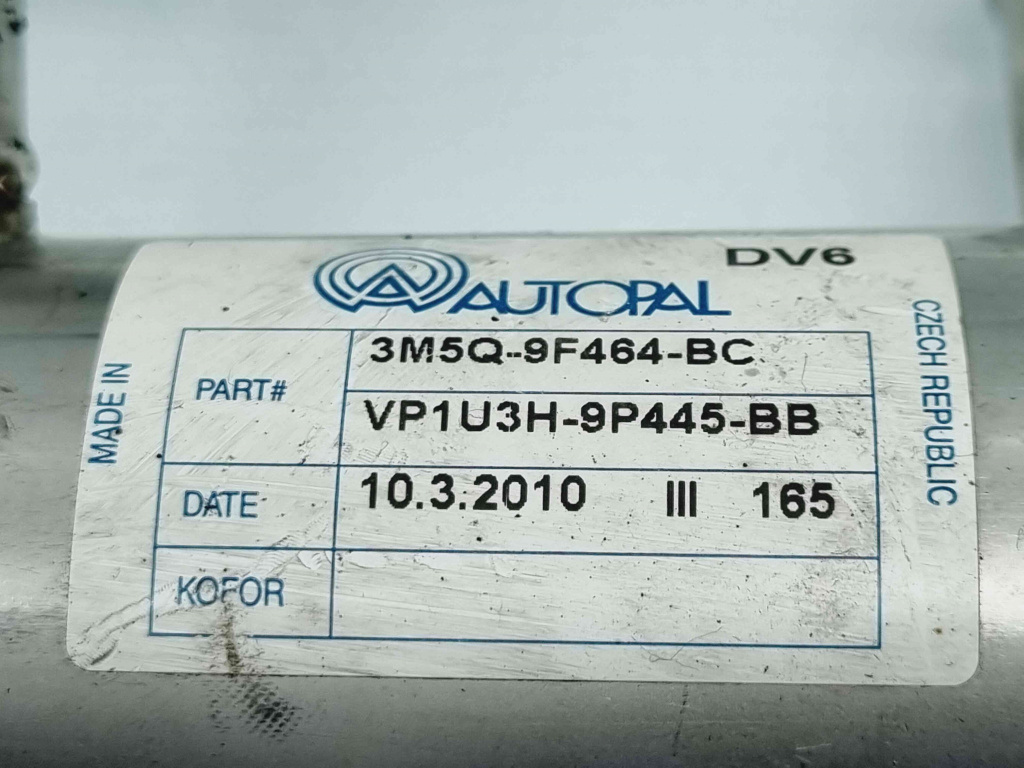 DV6
AUTOPAL
MADE IN
CZECH REPUBLIC
PART#
3M5Q-9F464-BC
VP1U3H-9P445-BB
DATE
10.3.2010 III 165
KOFOR